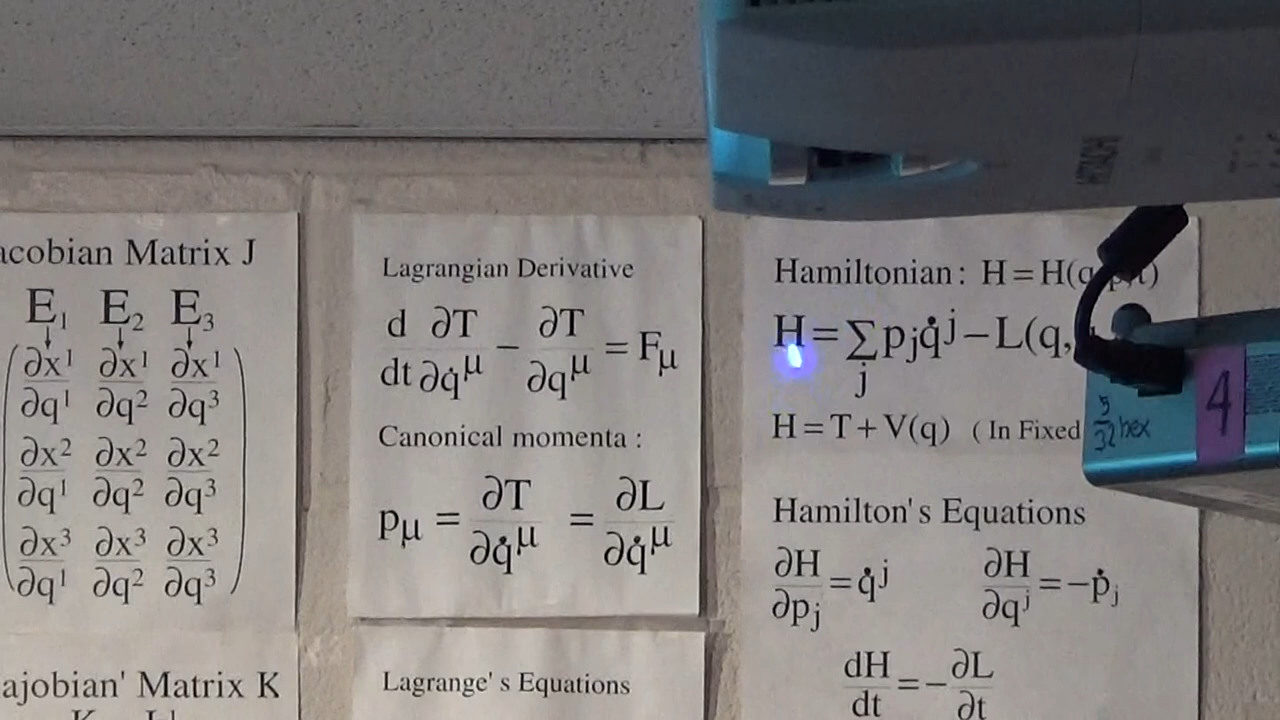 acobian Matrix J
E₁ E₂ E₃
∂x¹/∂q¹ ∂x¹/∂q² ∂x¹/∂q³
∂x²/∂q¹ ∂x²/∂q² ∂x²/∂q³
∂x³/∂q¹ ∂x³/∂q² ∂x³/∂q³
ajobian' Matrix K
Lagrangian Derivative
d/dt ∂T/∂q̇^μ − ∂T/∂q^μ = F_μ
Canonical momenta :
p_μ = ∂T/∂q̇^μ = ∂L/∂q̇^μ
Lagrange's Equations
Hamiltonian: H=H(q
H=∑_j p_j q̇^j−L(q,
H=T+V(q) ( In Fixed
Hamilton's Equations
∂H/∂p_j = q̇^j ∂H/∂q^j = −ṗ_j
dH/dt = −∂L/∂t
HITACHI
4
5/32 hex